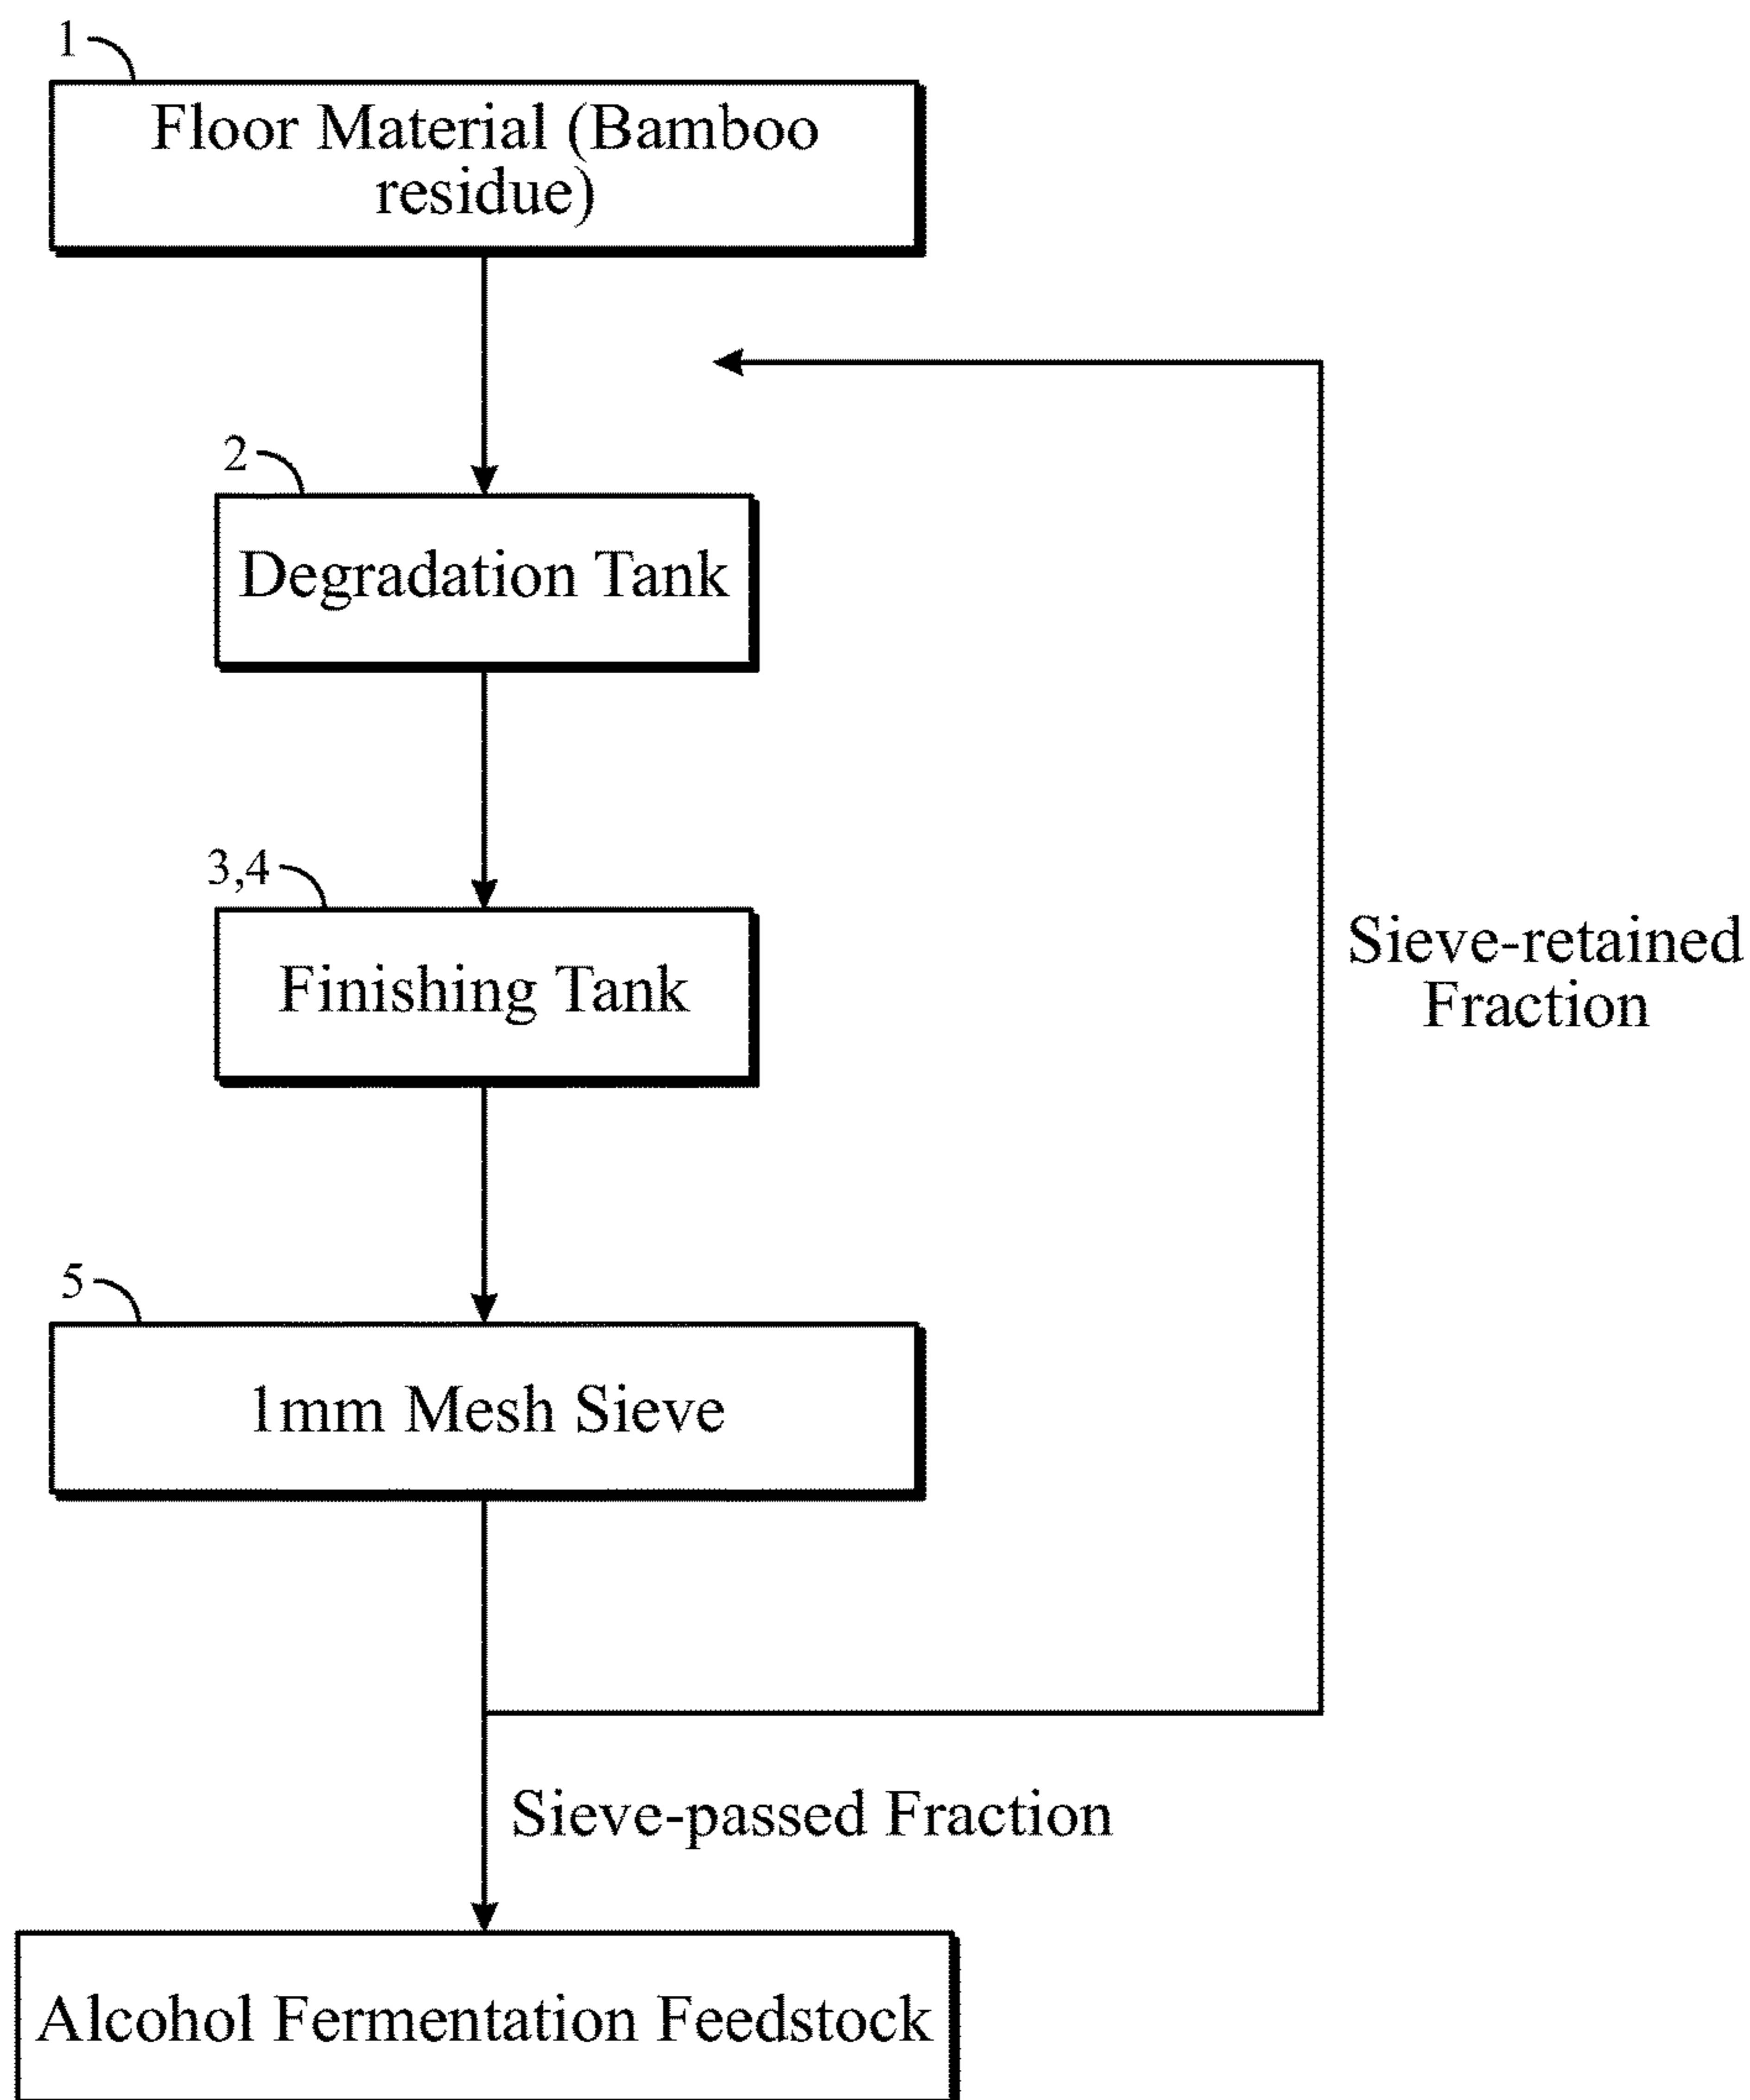 1
Floor Material (Bamboo
residue)
2
Degradation Tank
3,4
Finishing Tank
Sieve-retained
Fraction
5
1mm Mesh Sieve
Sieve-passed Fraction
Alcohol Fermentation Feedstock